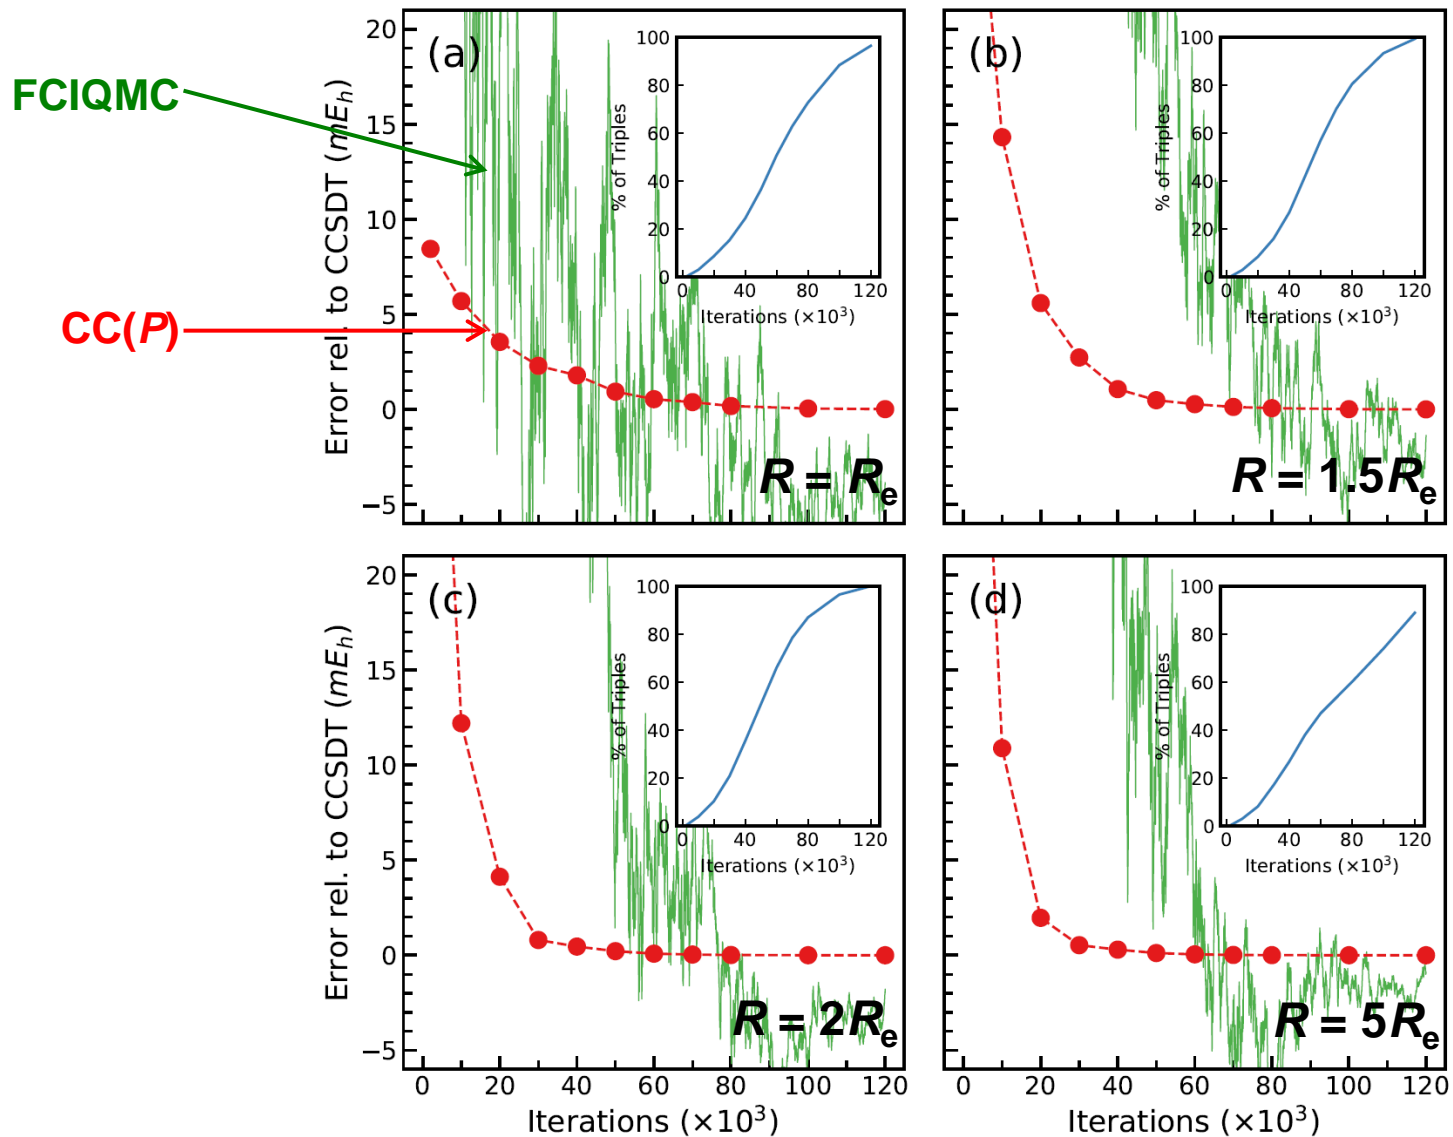 FCIQMC
CC(P)
Error rel. to CCSDT (mEh)
20
15
10
5
0
−5
(a)
R = Re
% of Triples
100
80
60
40
20
0
0 40 80 120
Iterations (×10³)
(b)
R = 1.5Re
% of Triples
100
80
60
40
20
0
0 40 80 120
Iterations (×10³)
Error rel. to CCSDT (mEh)
20
15
10
5
0
−5
(c)
R = 2Re
% of Triples
100
80
60
40
20
0
0 40 80 120
Iterations (×10³)
0 20 40 60 80 100 120
Iterations (×10³)
(d)
R = 5Re
% of Triples
100
80
60
40
20
0
0 40 80 120
Iterations (×10³)
0 20 40 60 80 100 120
Iterations (×10³)